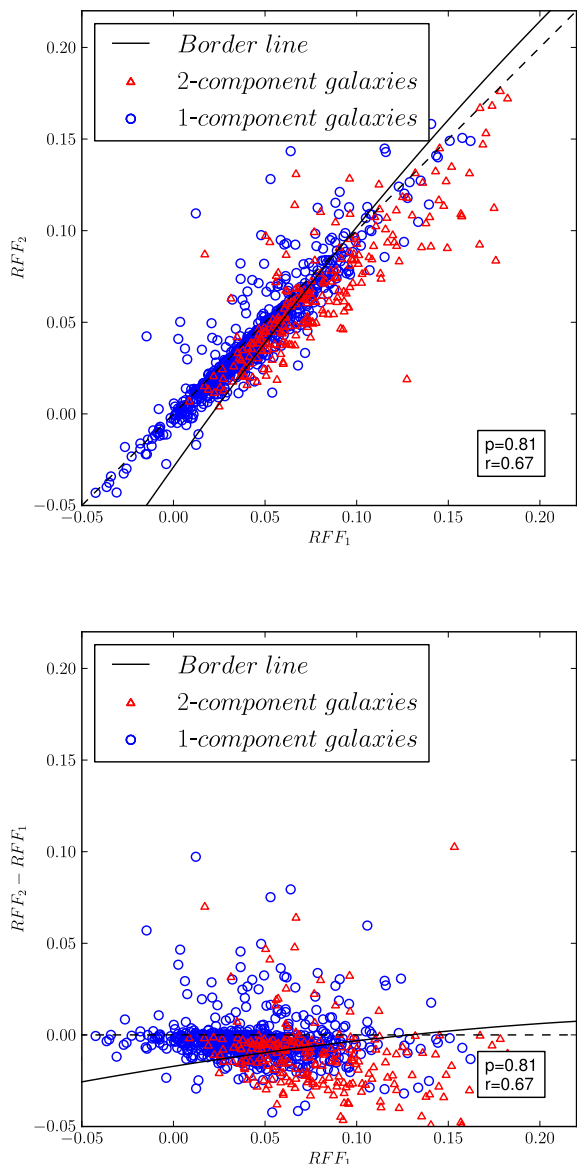 0.20
0.15
0.10
0.05
0.00
−0.05
RFF₂
Border line
2-component galaxies
1-component galaxies
p=0.81
r=0.67
−0.05 0.00 0.05 0.10 0.15 0.20
RFF₁
0.20
0.15
0.10
0.05
0.00
−0.05
RFF₂ − RFF₁
Border line
2-component galaxies
1-component galaxies
p=0.81
r=0.67
−0.05 0.00 0.05 0.10 0.15 0.20
RFF₁